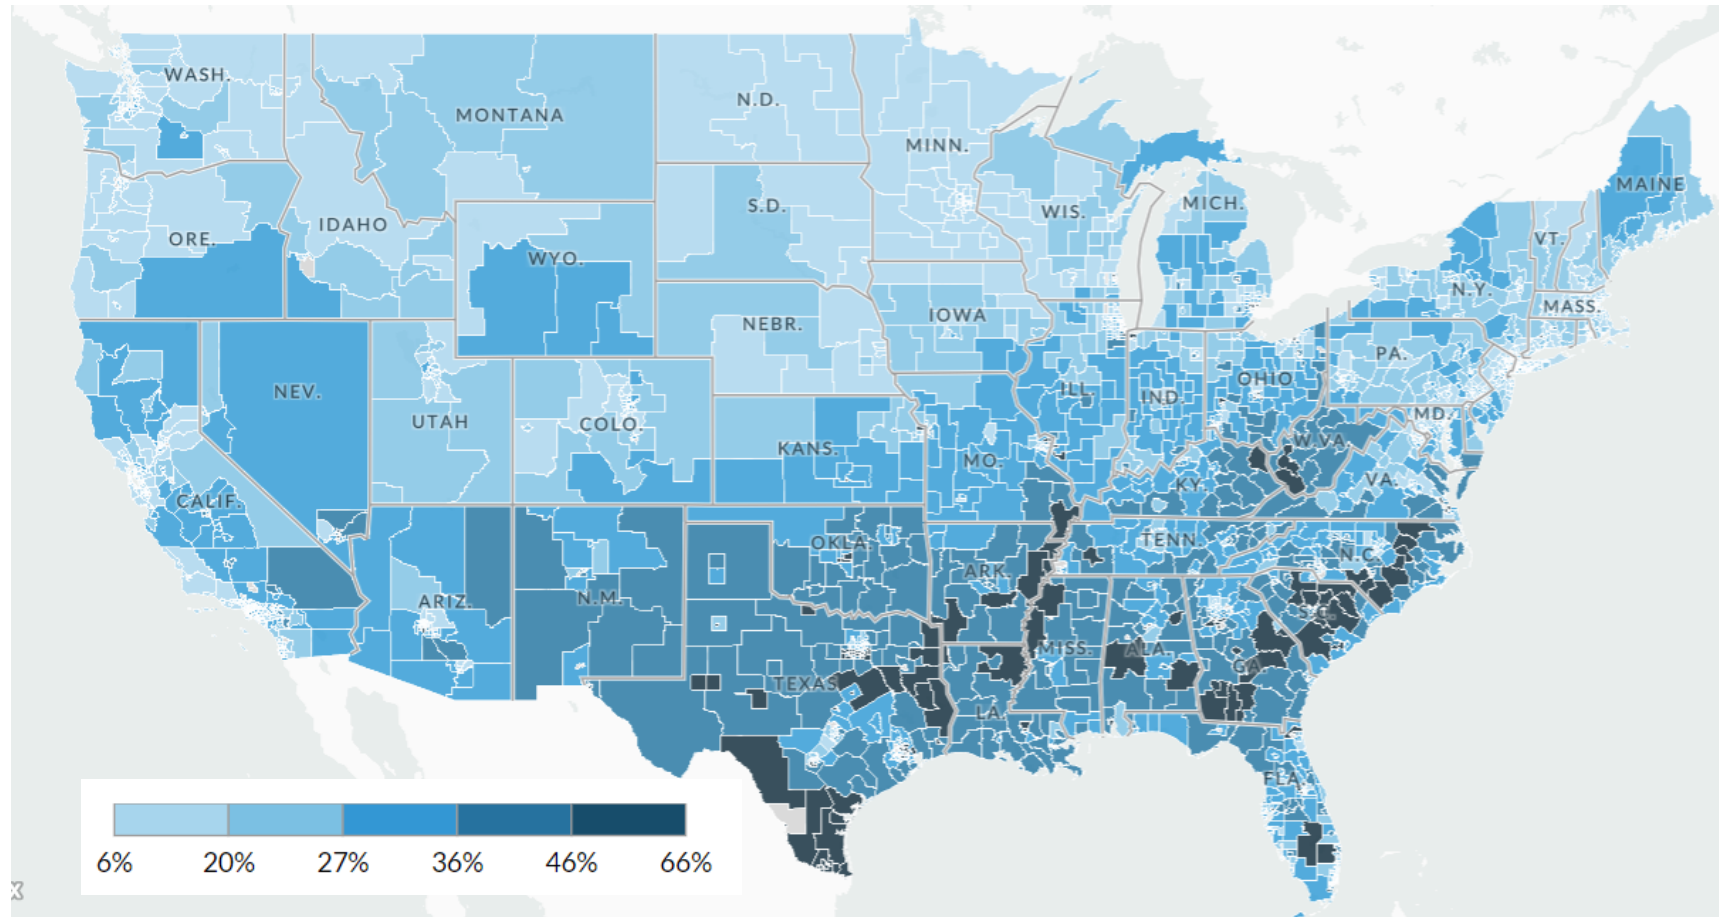 WASH.
MONTANA
N.D.
MINN.
ORE.
IDAHO
WYO.
S.D.
WIS.
MICH.
MAINE
VT.
N.Y.
MASS.
NEBR.
IOWA
PA.
NEV.
UTAH
COLO.
KANS.
MO.
ILL.
IND.
OHIO
MD.
W.VA.
VA.
KY.
CALIF.
ARIZ.
N.M.
OKLA.
ARK.
TENN.
N.C.
S.C.
TEXAS
LA.
MISS.
ALA.
GA.
FLA.
6% 20% 27% 36% 46% 66%